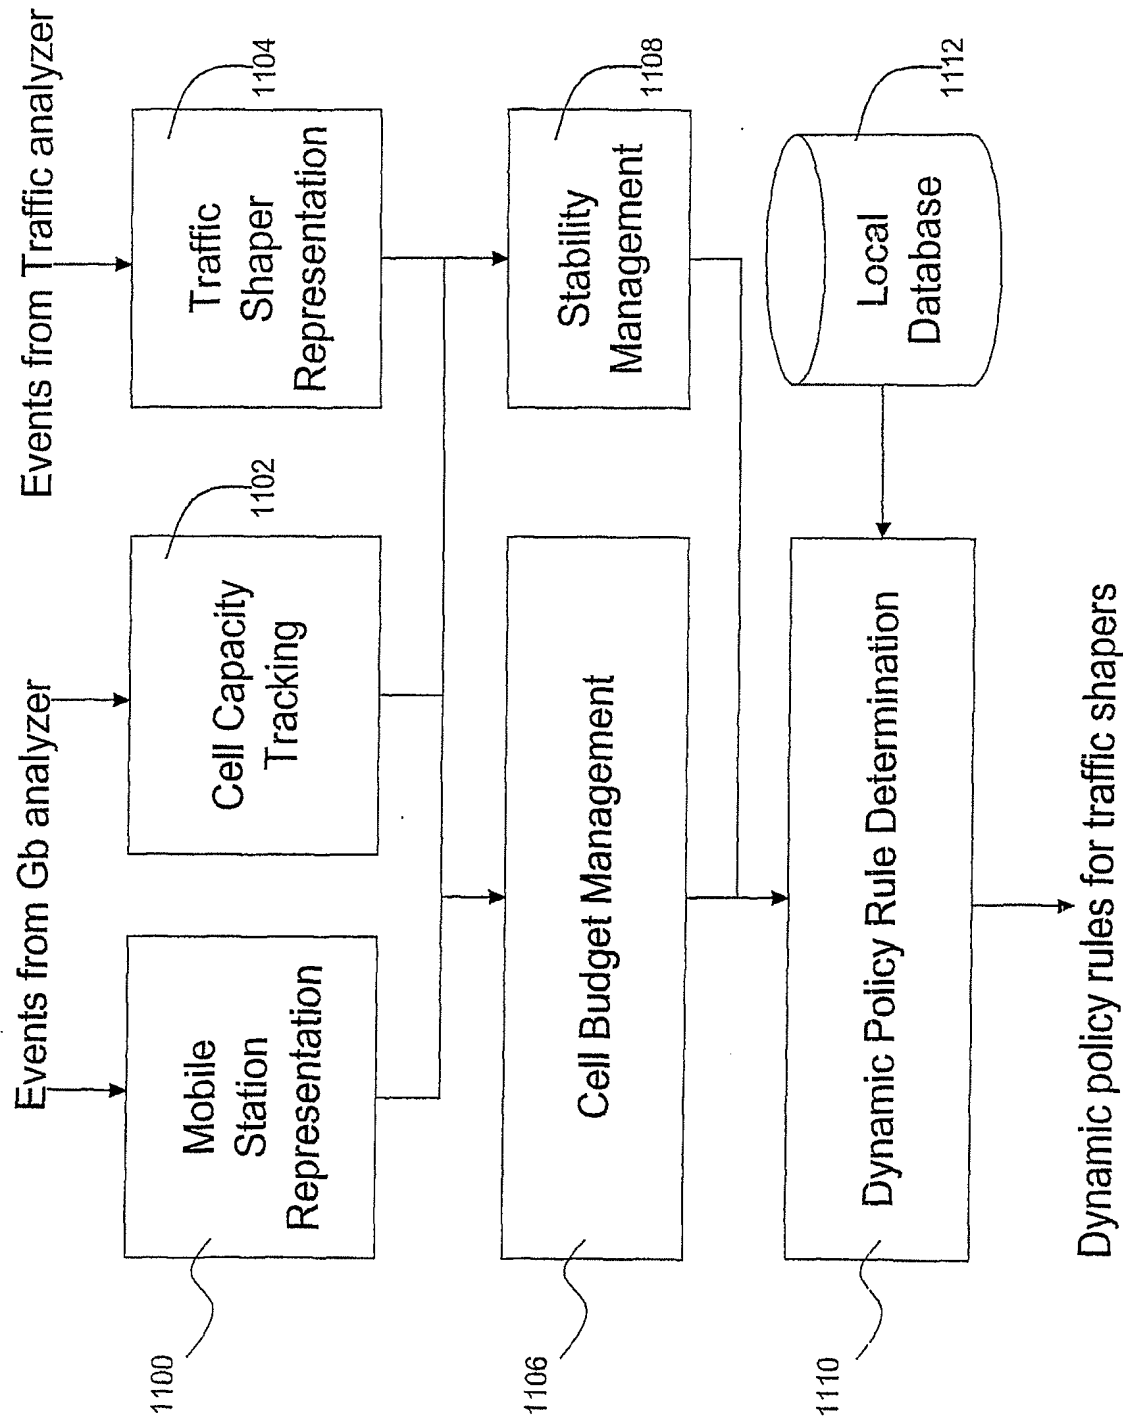 Events from Gb analyzer
Events from Traffic analyzer
1100
Mobile
Station
Representation
1102
Cell Capacity
Tracking
1104
Traffic
Shaper
Representation
1106
Cell Budget Management
1108
Stability
Management
1110
Dynamic Policy Rule Determination
1112
Local
Database
Dynamic policy rules for traffic shapers